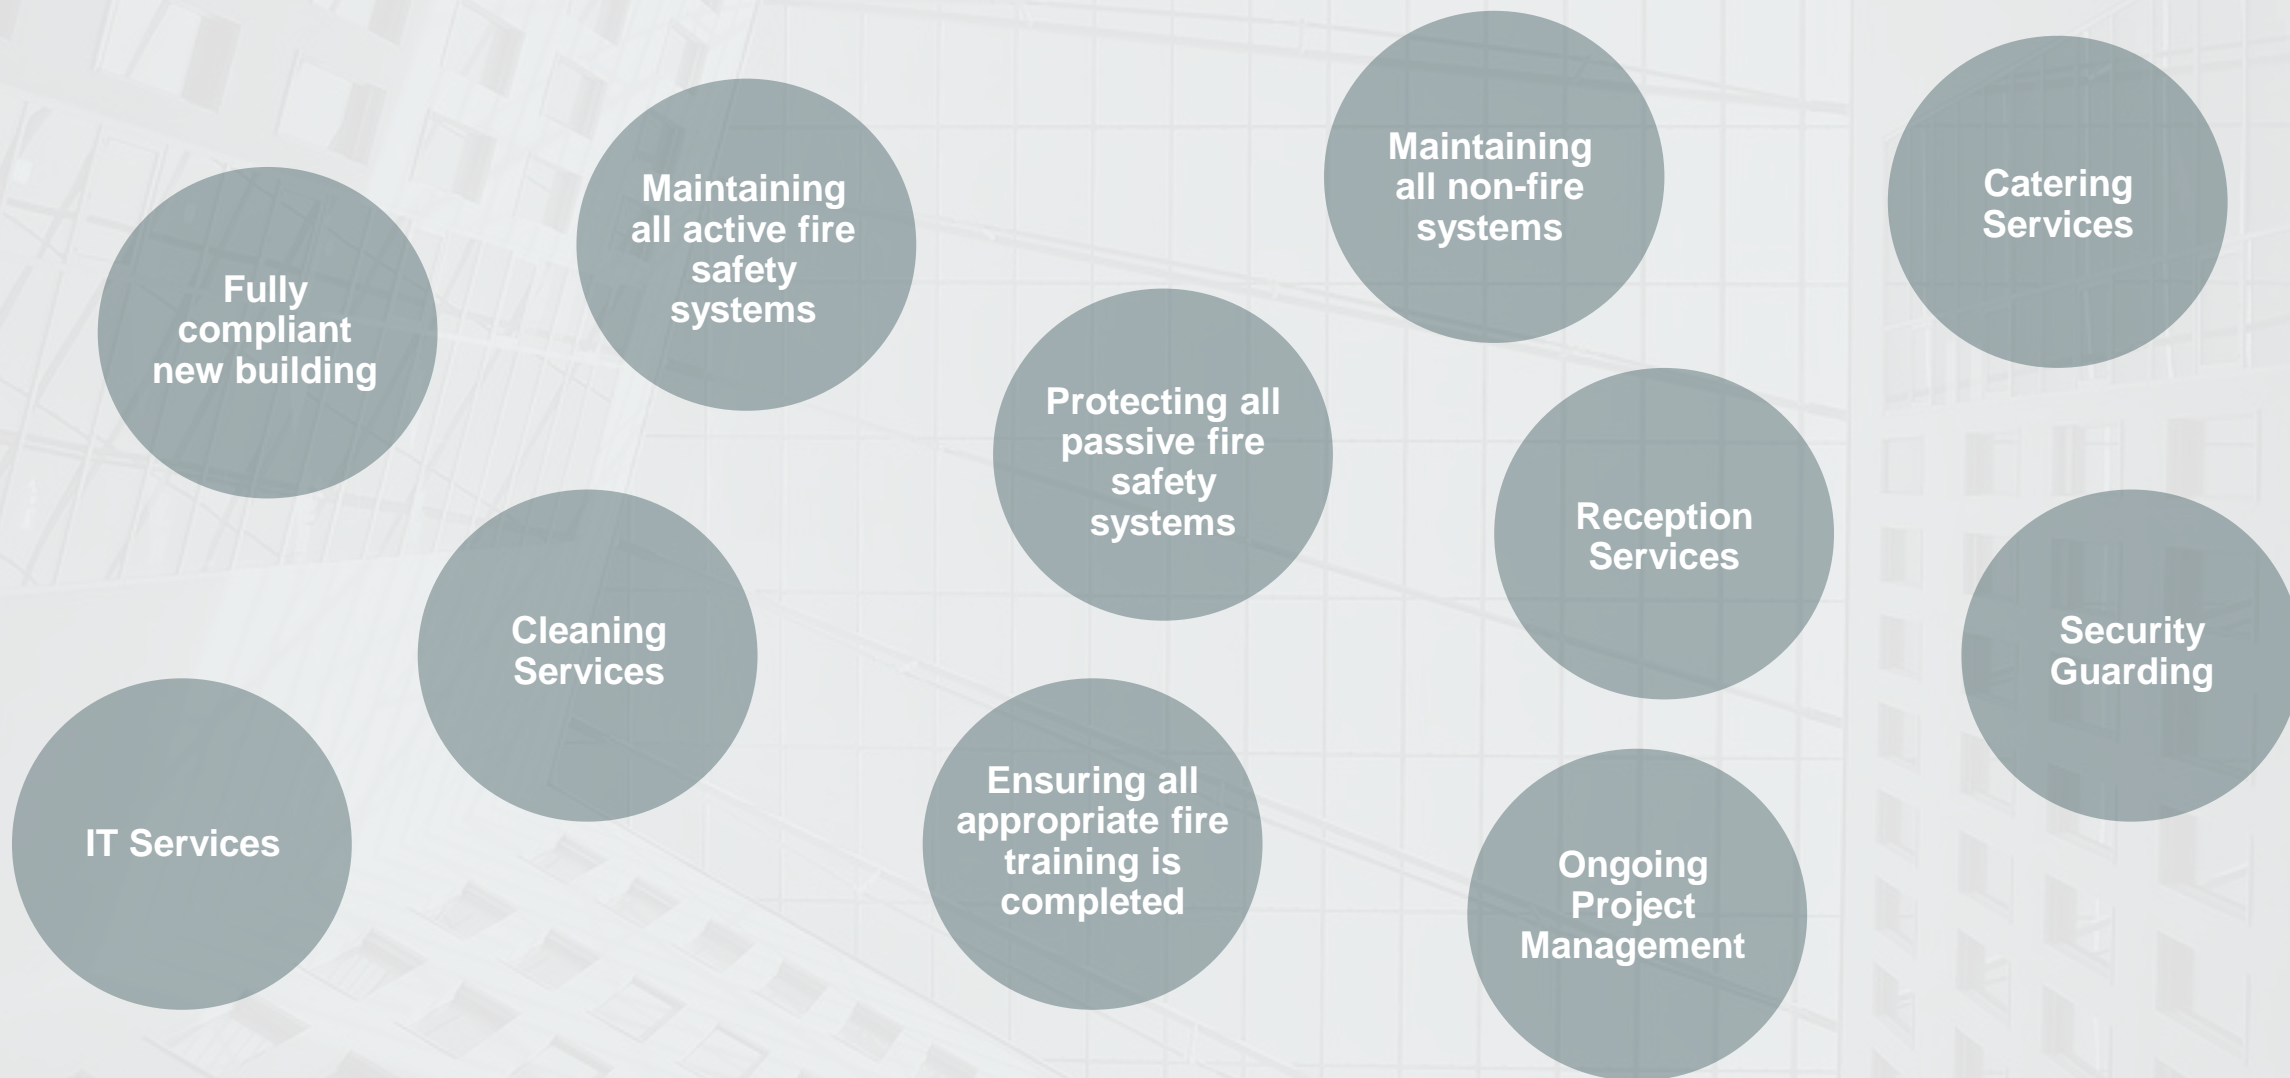 Fully
compliant
new building
Maintaining
all active fire
safety
systems
Maintaining
all non-fire
systems
Catering
Services
Protecting all
passive fire
safety
systems
Reception
Services
Cleaning
Services
Security
Guarding
IT Services
Ensuring all
appropriate fire
training is
completed
Ongoing
Project
Management